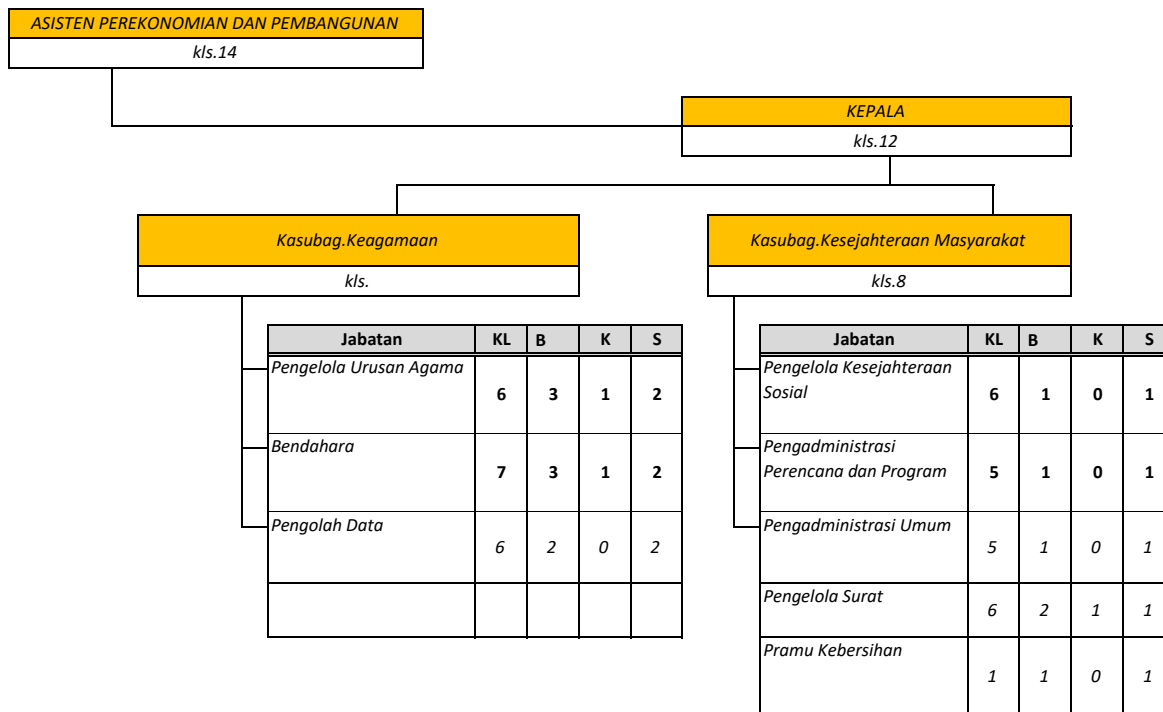 ASISTEN PEREKONOMIAN DAN PEMBANGUNAN
kls.14
KEPALA
kls.12
Kasubag.Keagamaan
kls.
Kasubag.Kesejahteraan Masyarakat
kls.8
Jabatan KL B K S
Pengelola Urusan Agama
6 3 1 2
Bendahara
7 3 1 2
Pengolah Data
6 2 0 2
Jabatan KL B K S
Pengelola Kesejahteraan
Sosial
6 1 0 1
Pengadministrasi
Perencana dan Program
5 1 0 1
Pengadministrasi Umum
5 1 0 1
Pengelola Surat
6 2 1 1
Pramu Kebersihan
1 1 0 1